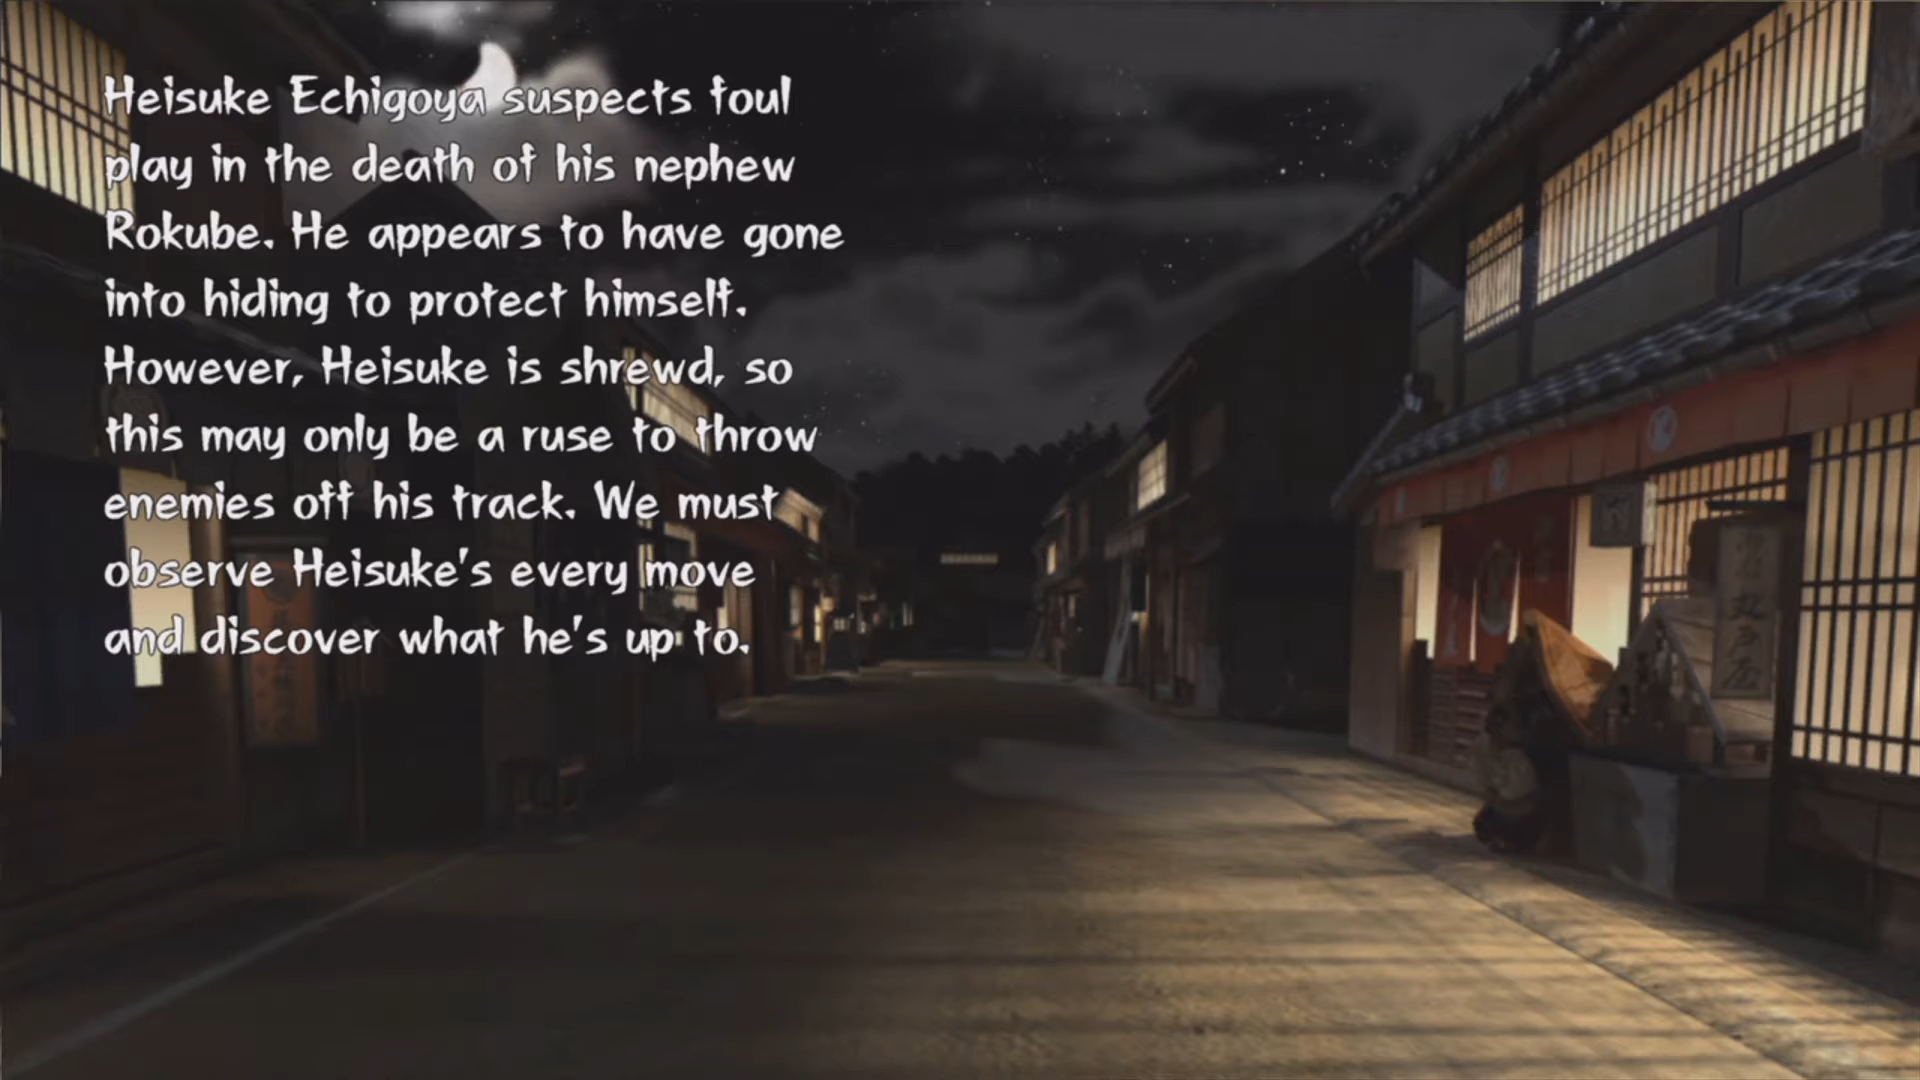 Heisuke Echigoya suspects foul
play in the death of his nephew
Rokube. He appears to have gone
into hiding to protect himself.
However, Heisuke is shrewd, so
this may only be a ruse to throw
enemies off his track. We must
observe Heisuke's every move
and discover what he's up to.